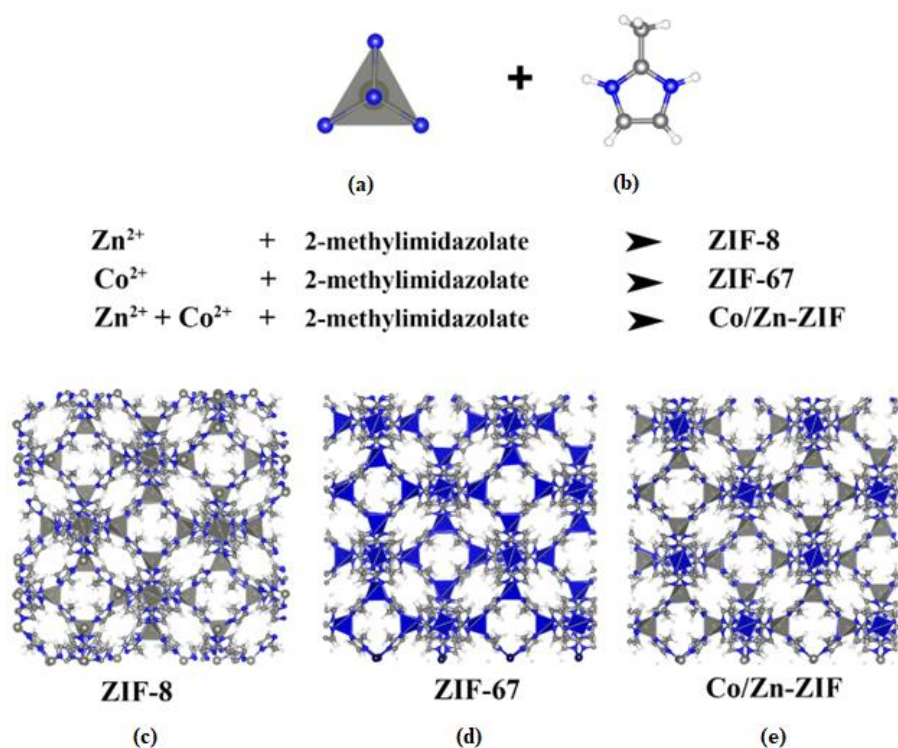 +
(a) (b)
Zn²⁺ + 2-methylimidazolate ➤ ZIF-8
Co²⁺ + 2-methylimidazolate ➤ ZIF-67
Zn²⁺ + Co²⁺ + 2-methylimidazolate ➤ Co/Zn-ZIF
ZIF-8 ZIF-67 Co/Zn-ZIF
(c) (d) (e)